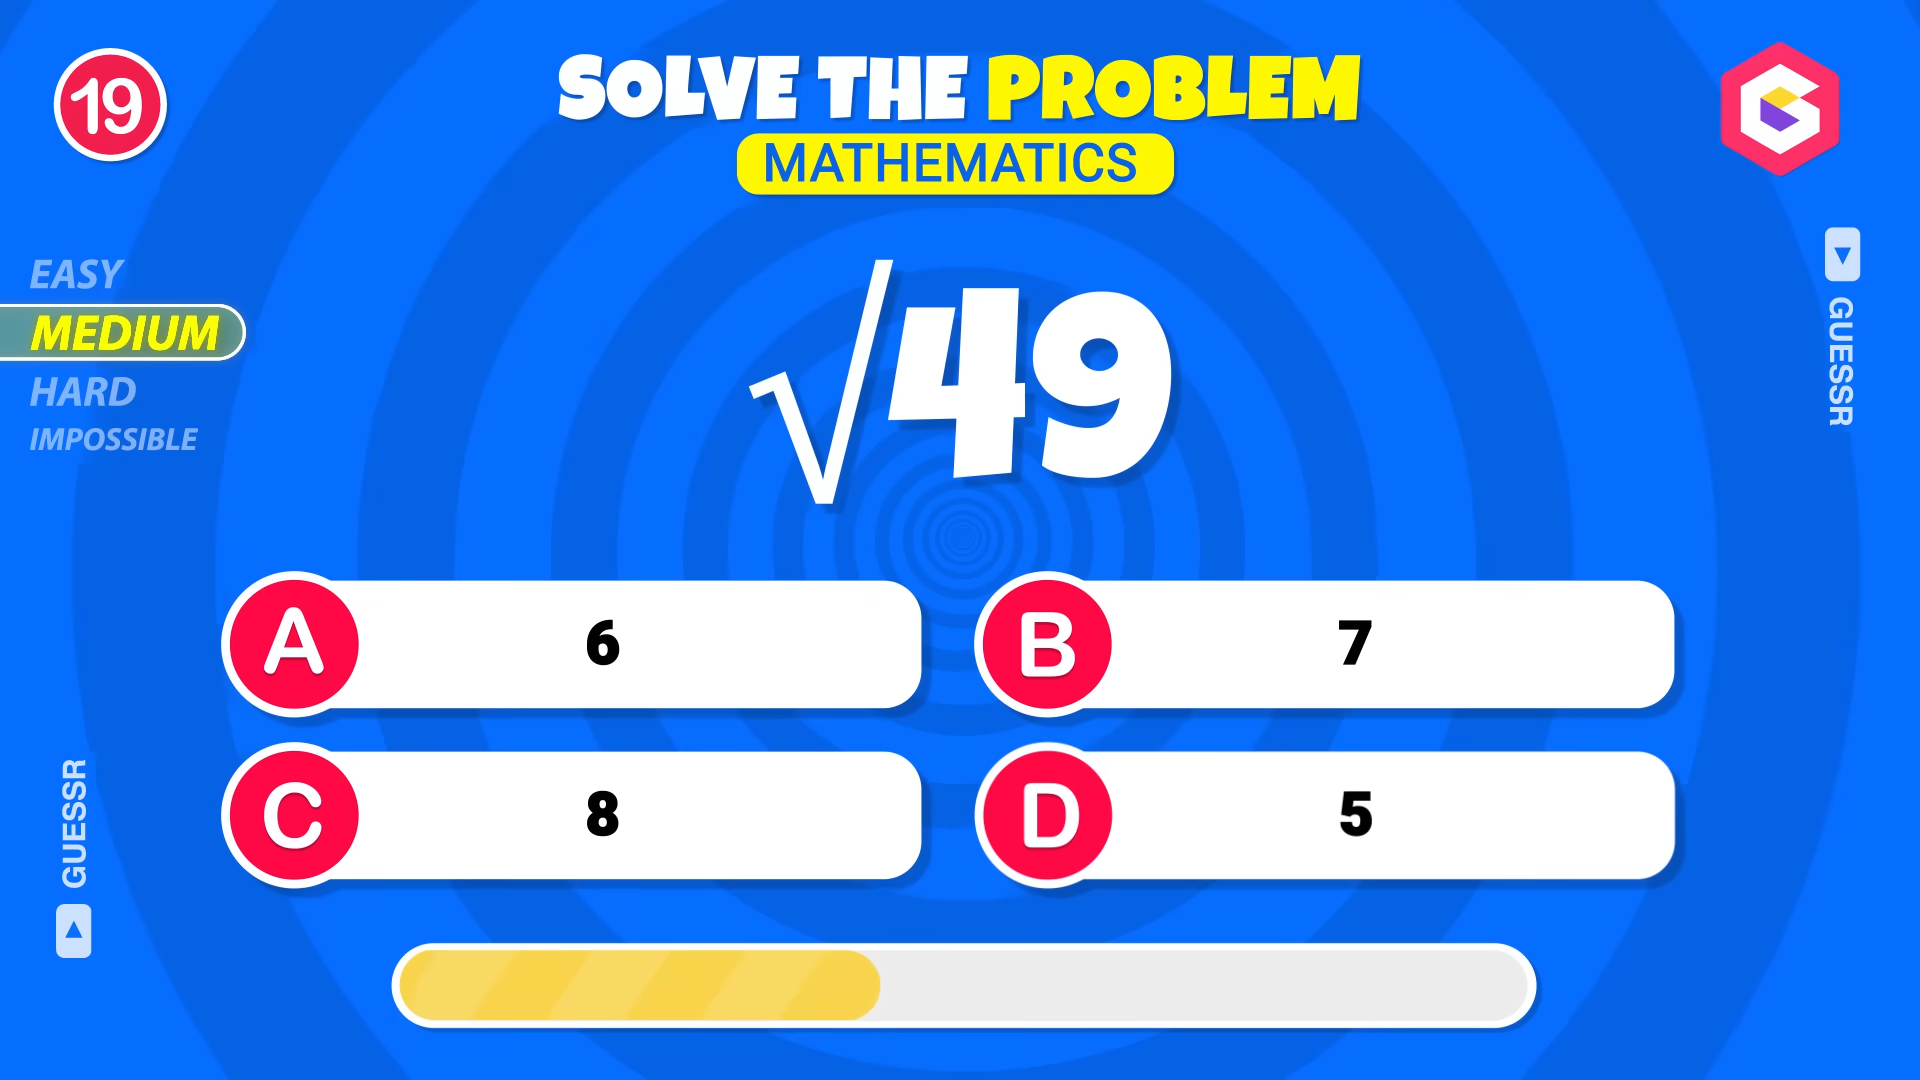 19
SOLVE THE PROBLEM
MATHEMATICS
EASY
MEDIUM
HARD
IMPOSSIBLE
√49
GUESSR
A 6
B 7
C 8
D 5
GUESSR